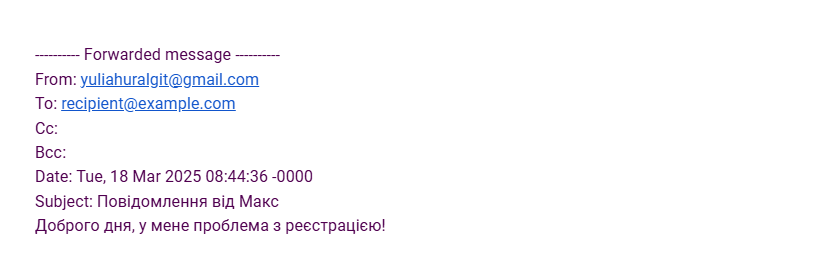 ---------- Forwarded message ----------
From: yuliahuralgit@gmail.com
To: recipient@example.com
Cc:
Bcc:
Date: Tue, 18 Mar 2025 08:44:36 -0000
Subject: Повідомлення від Макс
Доброго дня, у мене проблема з реєстрацією!